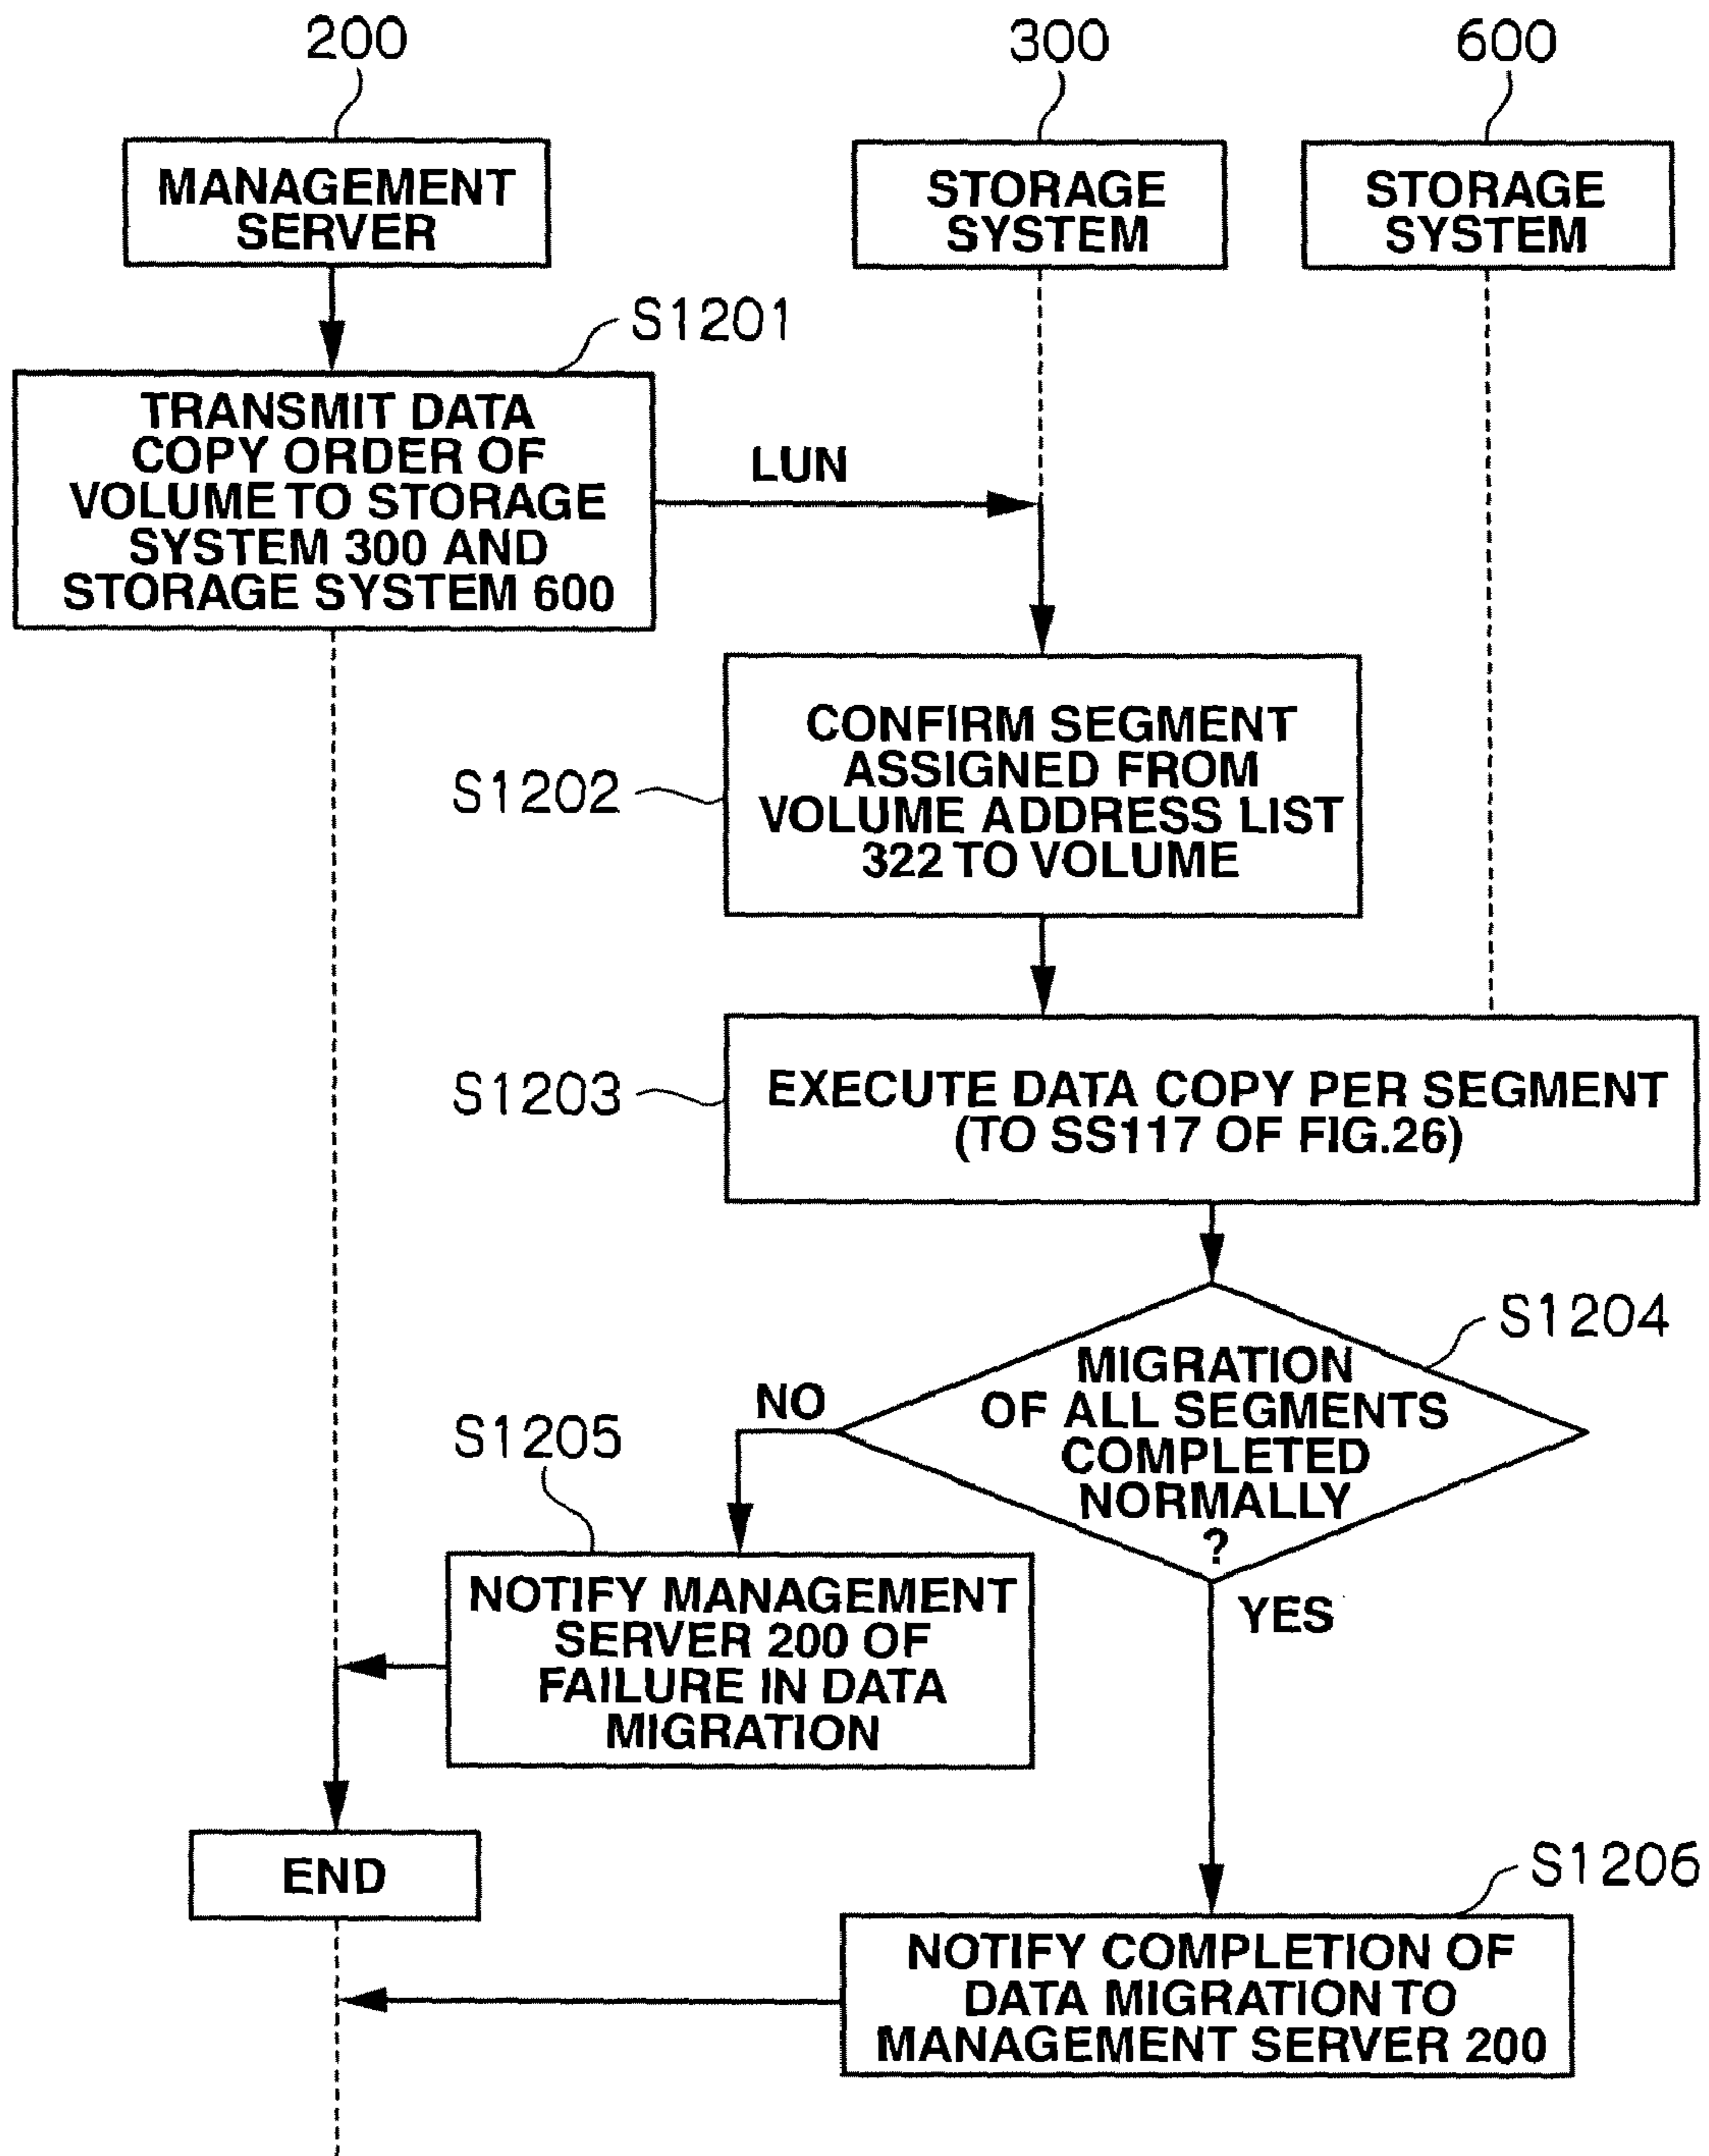 200
300
600
MANAGEMENT
SERVER
STORAGE
SYSTEM
STORAGE
SYSTEM
S1201
TRANSMIT DATA
COPY ORDER OF
VOLUME TO STORAGE
SYSTEM 300 AND
STORAGE SYSTEM 600
LUN
S1202
CONFIRM SEGMENT
ASSIGNED FROM
VOLUME ADDRESS LIST
322 TO VOLUME
S1203
EXECUTE DATA COPY PER SEGMENT
(TO SS117 OF FIG.26)
S1204
MIGRATION
OF ALL SEGMENTS
COMPLETED
NORMALLY
?
NO
YES
S1205
NOTIFY MANAGEMENT
SERVER 200 OF
FAILURE IN DATA
MIGRATION
END
S1206
NOTIFY COMPLETION OF
DATA MIGRATION TO
MANAGEMENT SERVER 200